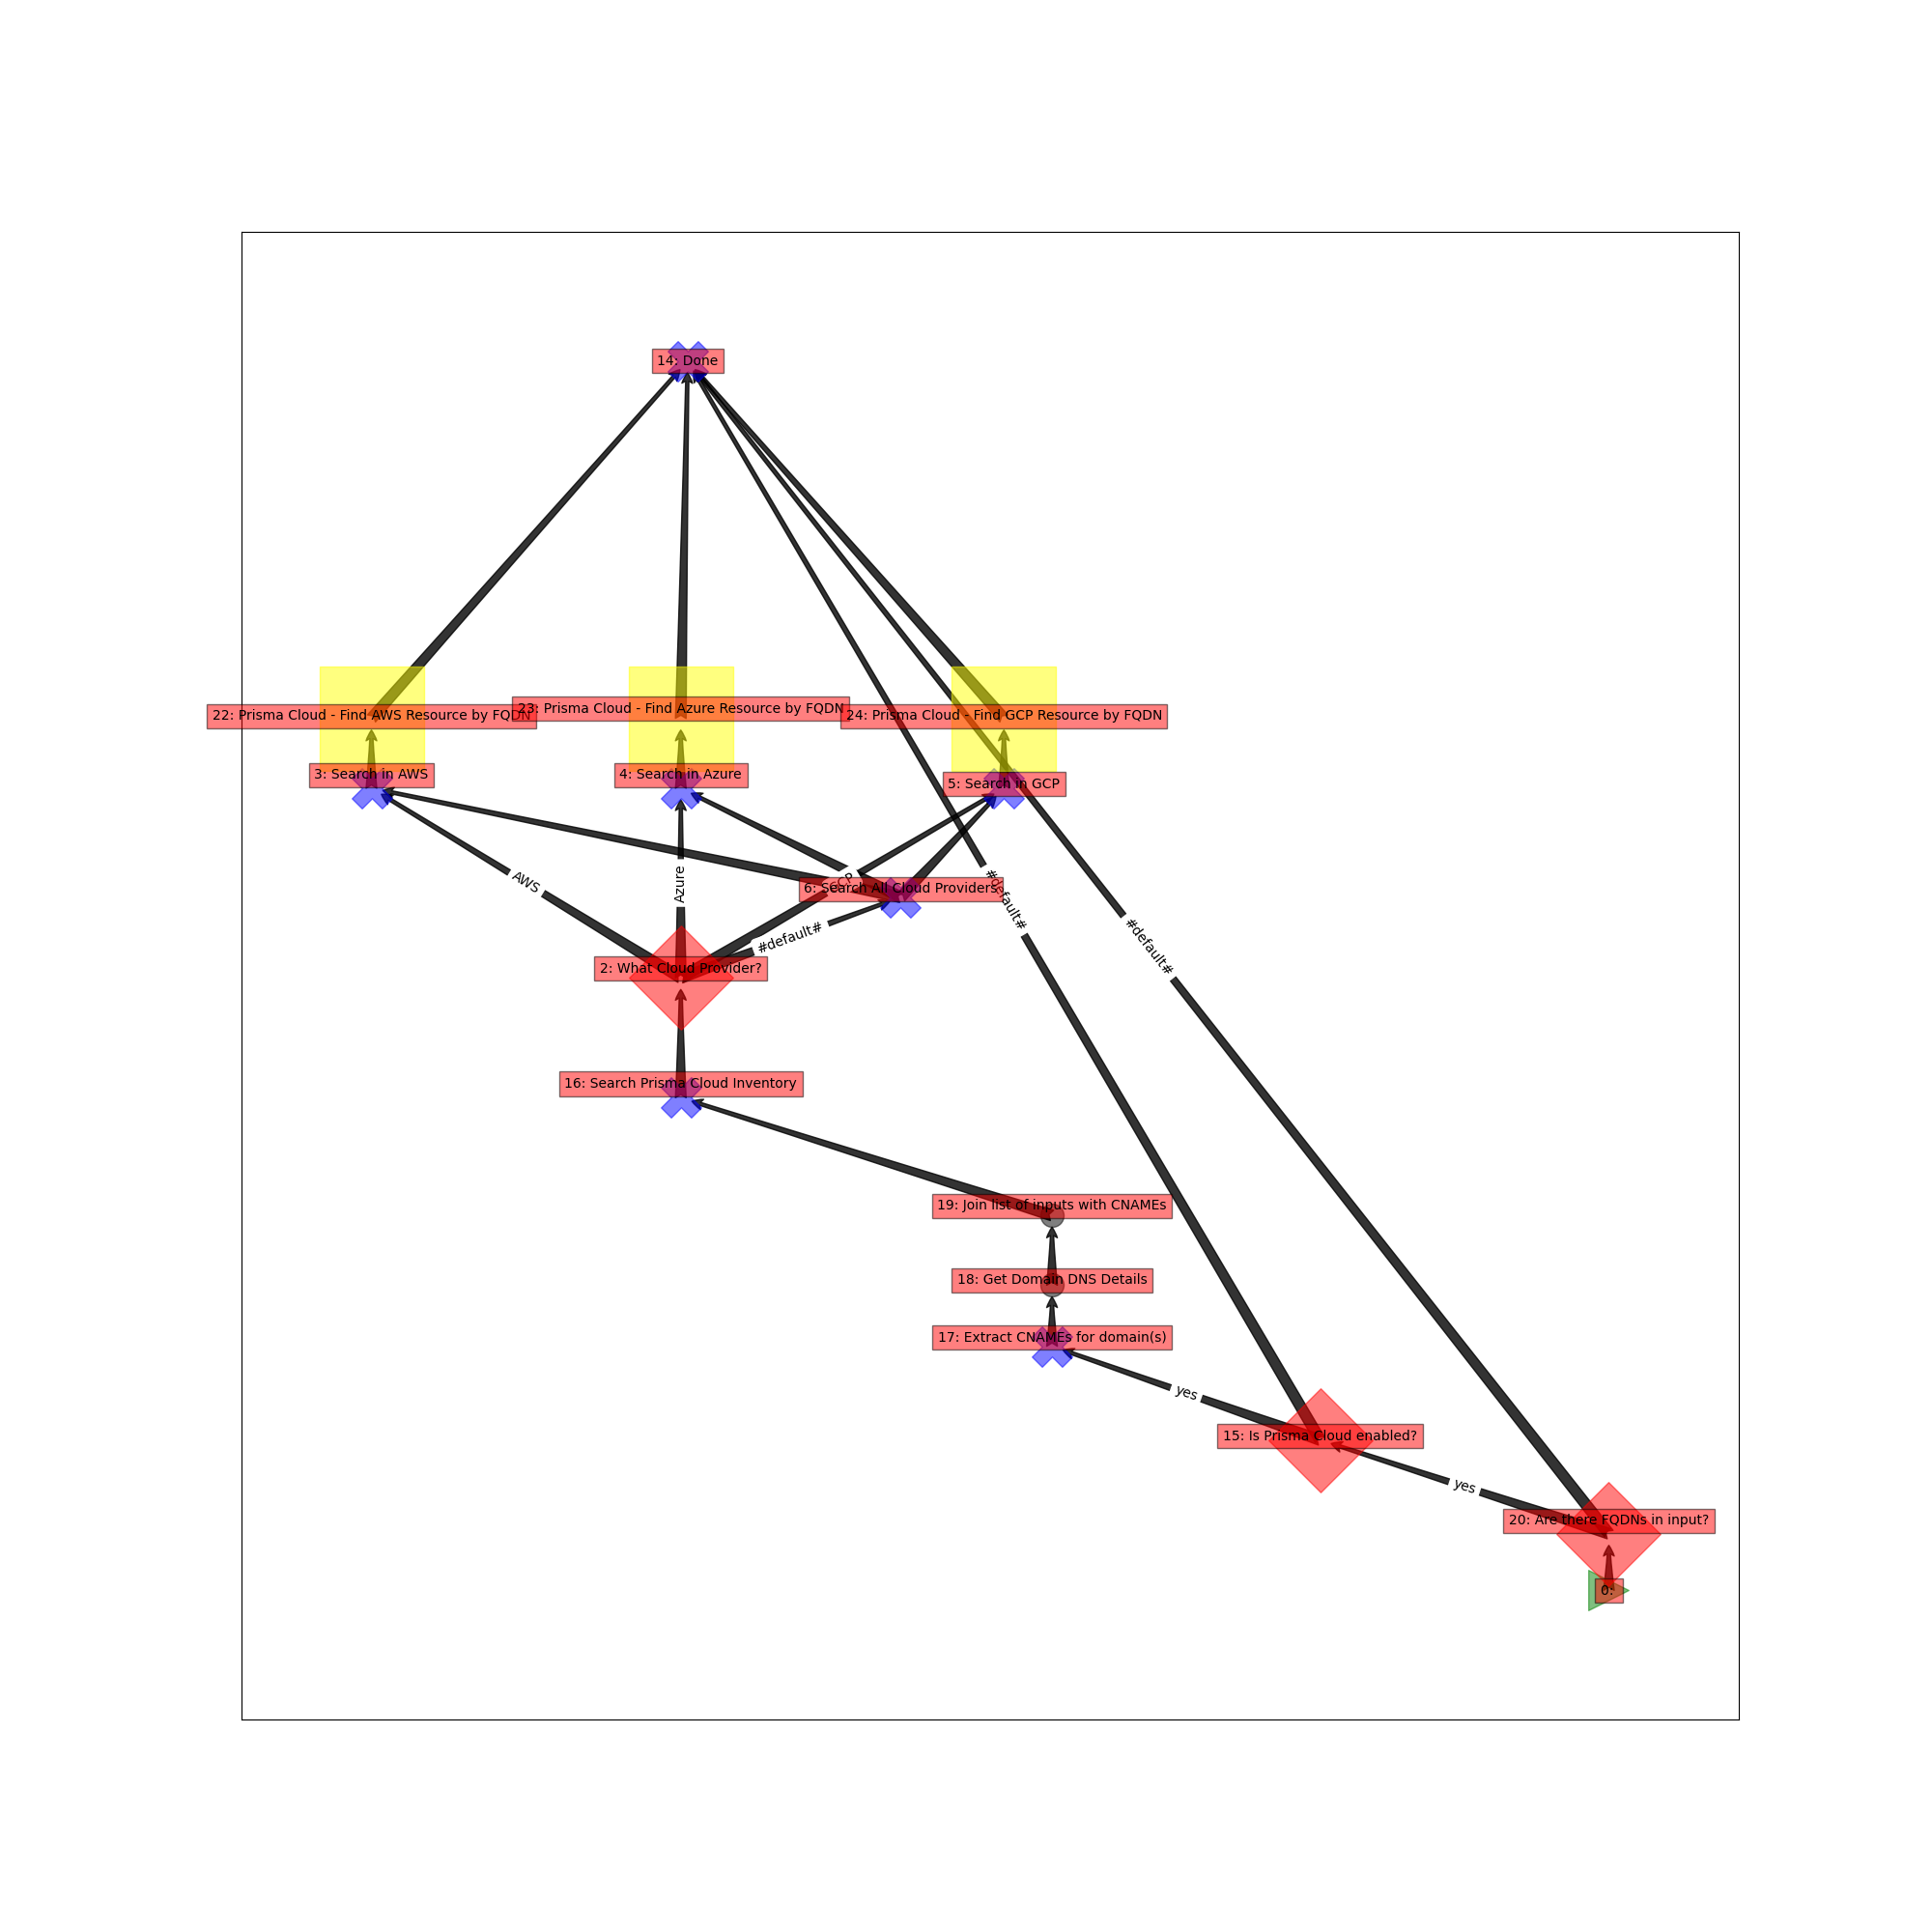 14: Done
22: Prisma Cloud - Find AWS Resource by FQDN
23: Prisma Cloud - Find Azure Resource by FQDN
24: Prisma Cloud - Find GCP Resource by FQDN
3: Search in AWS
4: Search in Azure
5: Search in GCP
AWS
Azure
6: Search All Cloud Providers
#default#
#default#
#default#
2: What Cloud Provider?
16: Search Prisma Cloud Inventory
19: Join list of inputs with CNAMEs
18: Get Domain DNS Details
17: Extract CNAMEs for domain(s)
yes
15: Is Prisma Cloud enabled?
yes
20: Are there FQDNs in input?
0: